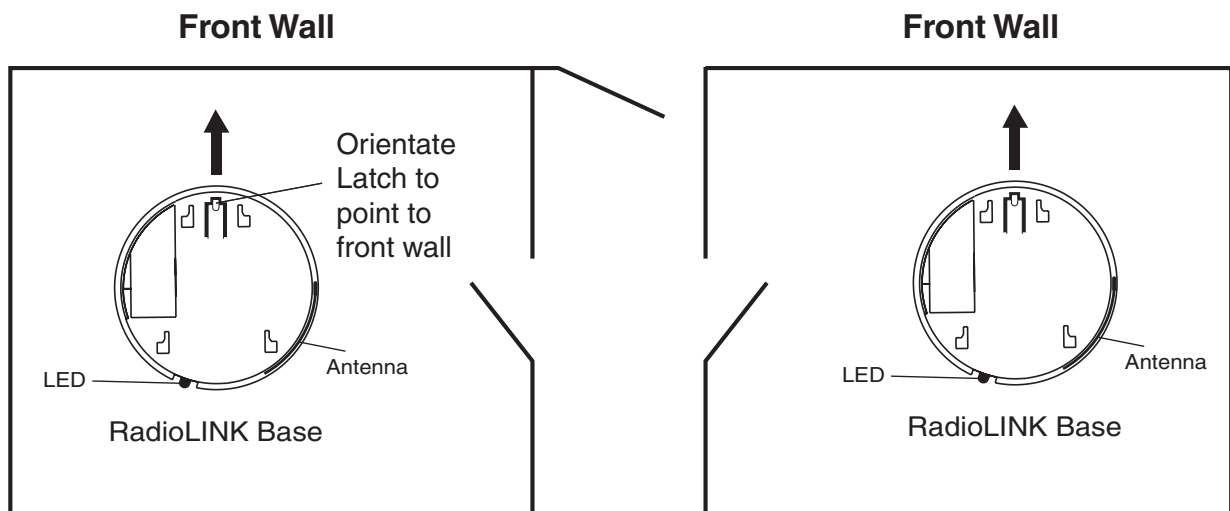 Front Wall
Front Wall
Orientate
Latch to
point to
front wall
Antenna
LED
RadioLINK Base
Antenna
LED
RadioLINK Base